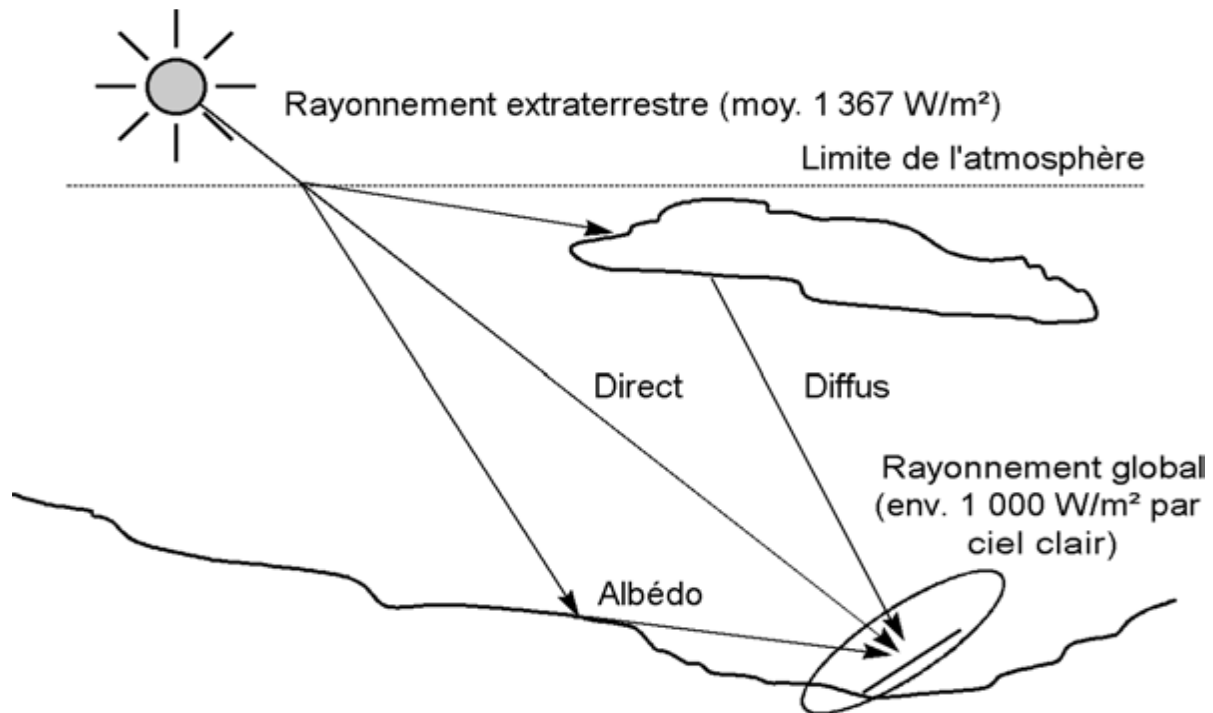 Rayonnement extraterrestre (moy. 1 367 W/m²)
Limite de l'atmosphère
Direct
Diffus
Rayonnement global
(env. 1 000 W/m² par
ciel clair)
Albédo